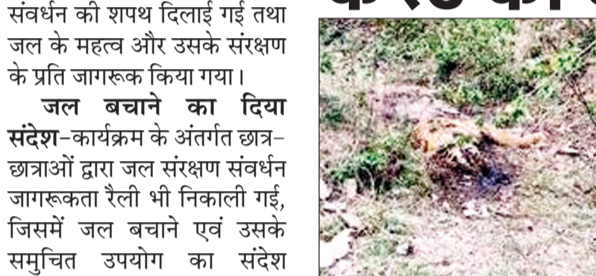 संवर्धन की शपथ दिलाई गई तथा
जल के महत्व और उसके संरक्षण
के प्रति जागरूक किया गया।
जल बचाने का दिया
संदेश-कार्यक्रम के अंतर्गत छात्र-
छात्राओं द्वारा जल संरक्षण संवर्धन
जागरूकता रैली भी निकाली गई,
जिसमें जल बचाने एवं उसके
समुचित उपयोग का संदेश